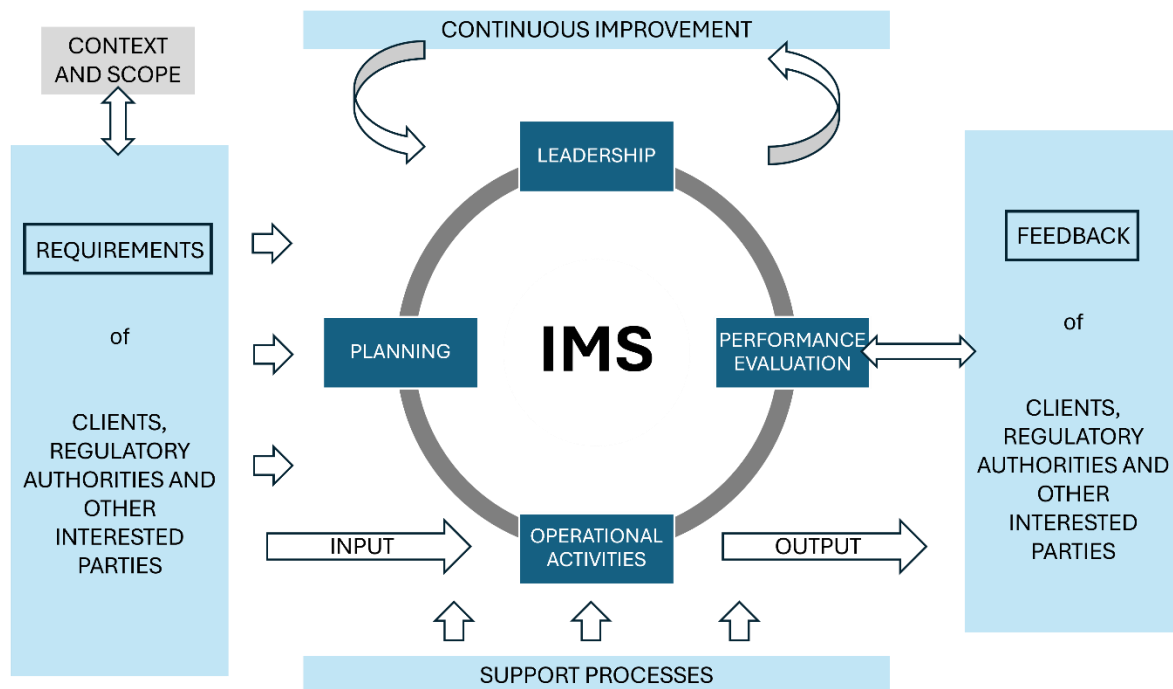 CONTINUOUS IMPROVEMENT
CONTEXT
AND SCOPE
LEADERSHIP
REQUIREMENTS
of
CLIENTS,
REGULATORY
AUTHORITIES AND
OTHER
INTERESTED
PARTIES
PLANNING
IMS
PERFORMANCE
EVALUATION
FEEDBACK
of
CLIENTS,
REGULATORY
AUTHORITIES AND
OTHER
INTERESTED
PARTIES
INPUT
OPERATIONAL
ACTIVITIES
OUTPUT
SUPPORT PROCESSES